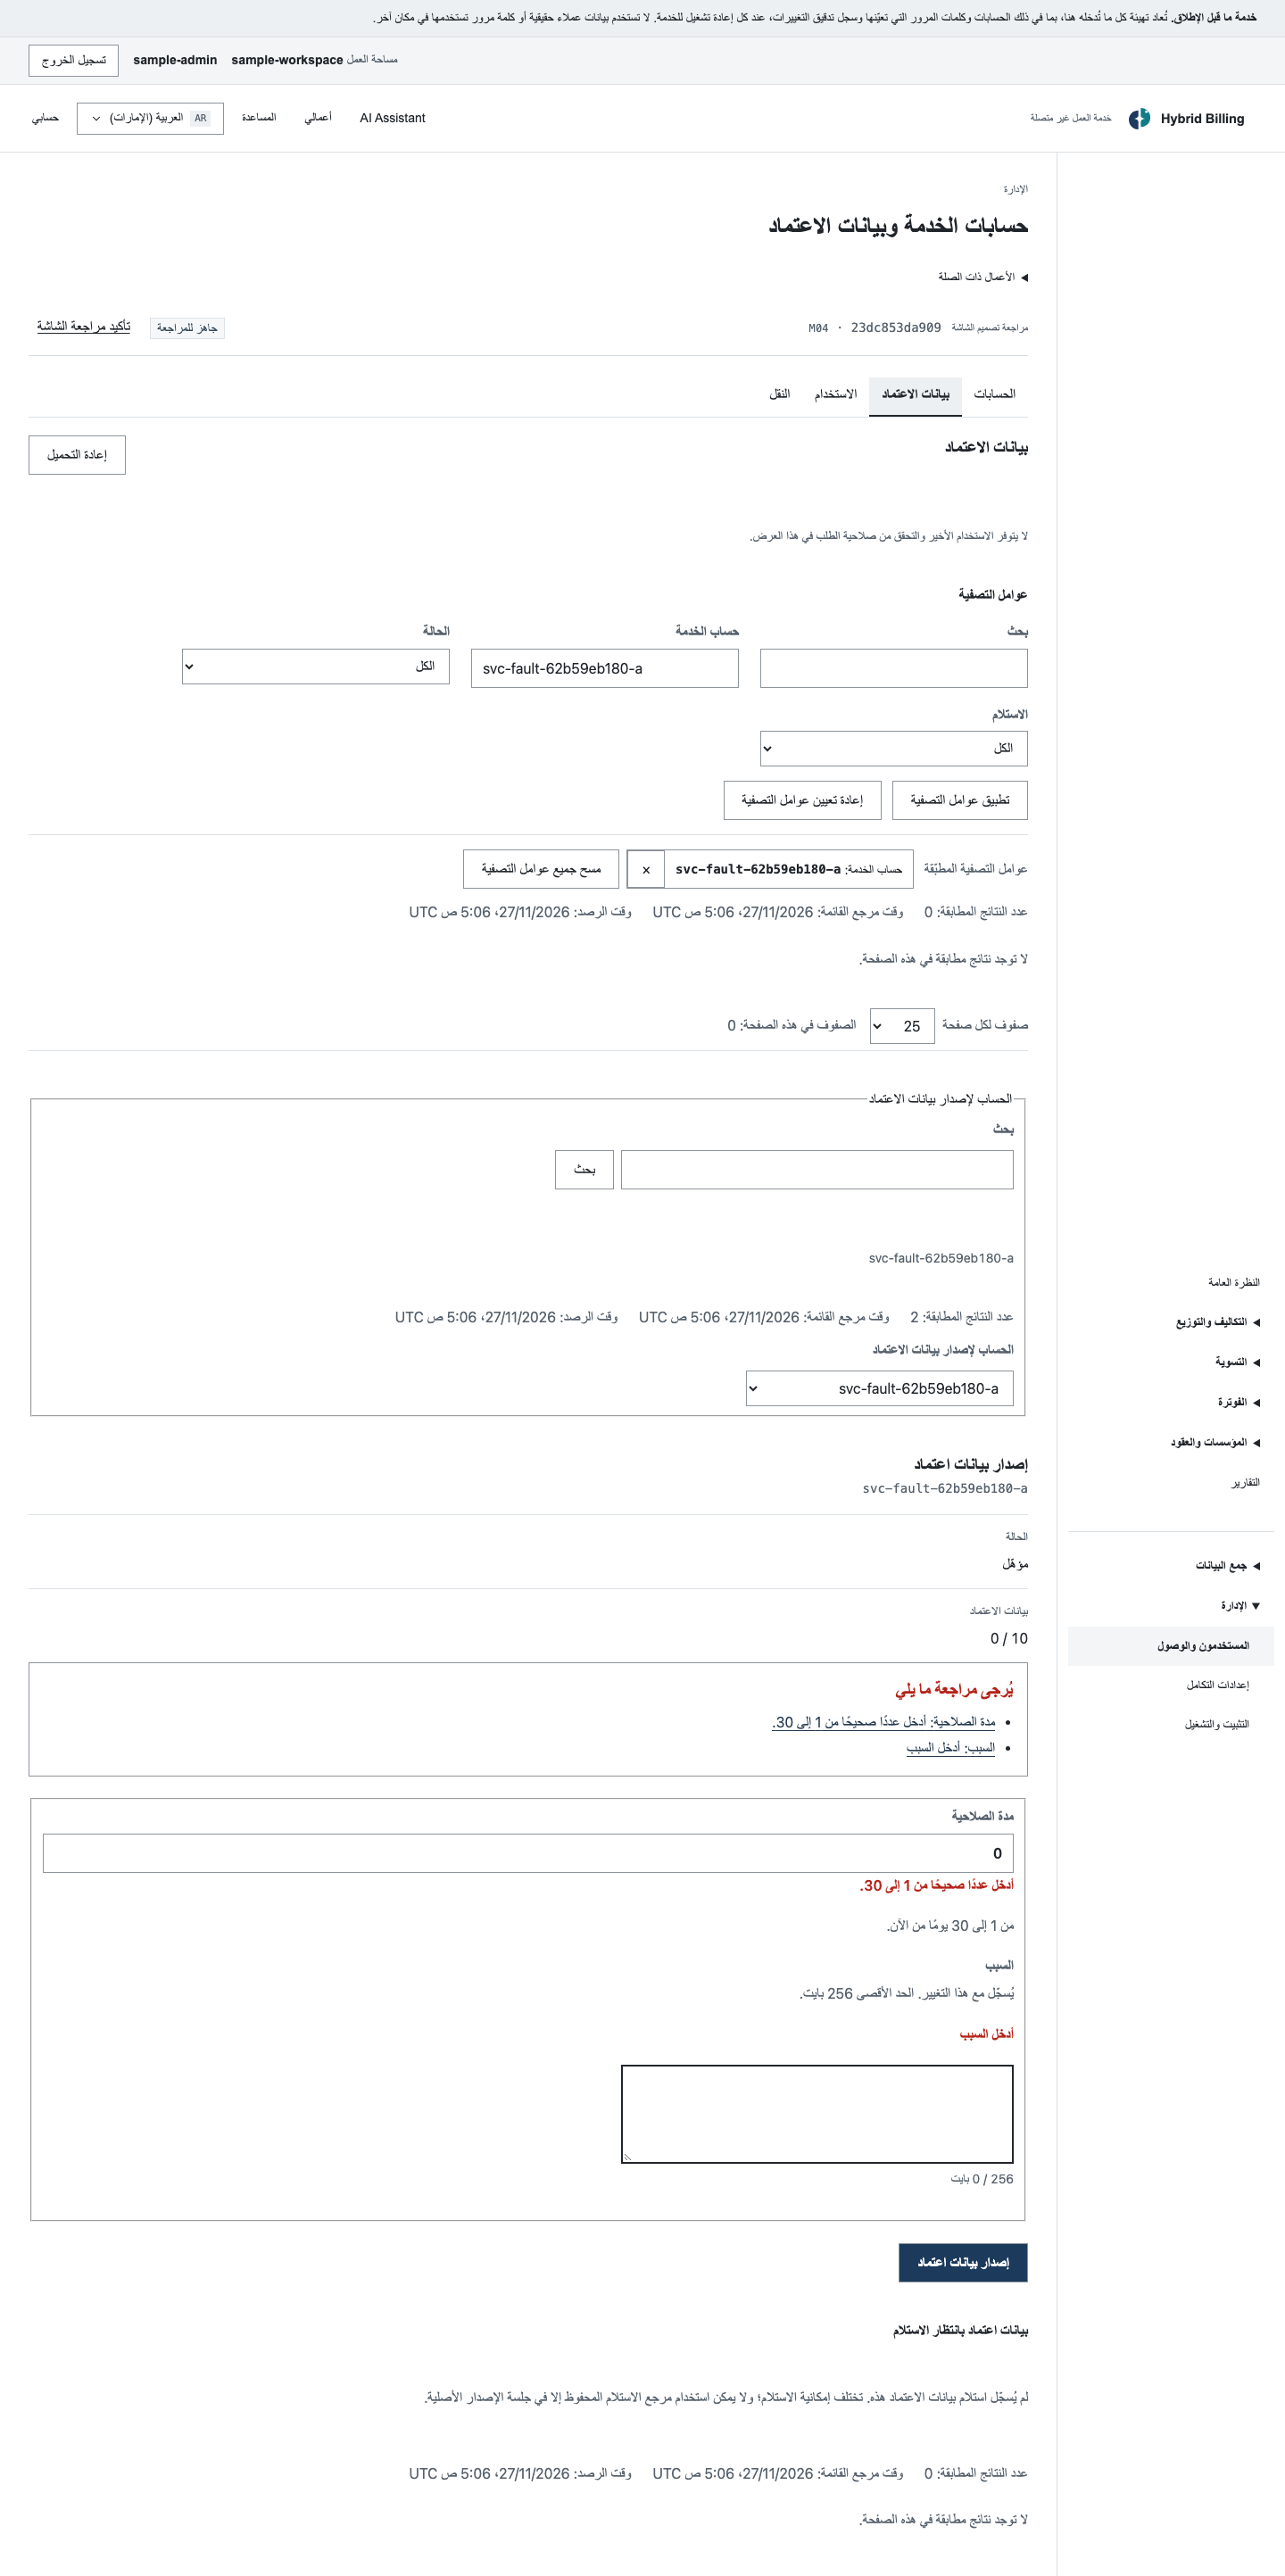 خدمة ما قبل الإطلاق. تُعاد تهيئة كل ما تُدخله هنا، بما في ذلك الحسابات وكلمات المرور التي تعيّنها وسجل تدقيق التغييرات، عند كل إعادة تشغيل للخدمة. لا تستخدم بيانات عملاء حقيقية أو كلمة مرور تستخدمها في مكان آخر.
مساحة العمل sample-workspace sample-admin تسجيل الخروج
Hybrid Billing خدمة العمل غير متصلة AI Assistant أعمالي المساعدة AR العربية (الإمارات) حسابي
الإدارة
حسابات الخدمة وبيانات الاعتماد
الأعمال ذات الصلة
مراجعة تصميم الشاشة 23dc853da909 · M04 جاهز للمراجعة تأكيد مراجعة الشاشة
الحسابات بيانات الاعتماد الاستخدام النقل
بيانات الاعتماد إعادة التحميل
لا يتوفر الاستخدام الأخير والتحقق من صلاحية الطلب في هذا العرض.
عوامل التصفية
بحث حساب الخدمة الحالة
svc-fault-62b59eb180-a الكل
الاستلام
الكل
تطبيق عوامل التصفية إعادة تعيين عوامل التصفية
عوامل التصفية المطبّقة حساب الخدمة: svc-fault-62b59eb180-a × مسح جميع عوامل التصفية
عدد النتائج المطابقة: 0 وقت مرجع القائمة: 27/11/2026، 5:06 ص UTC وقت الرصد: 27/11/2026، 5:06 ص UTC
لا توجد نتائج مطابقة في هذه الصفحة.
صفوف لكل صفحة 25 الصفوف في هذه الصفحة: 0
الحساب لإصدار بيانات الاعتماد
بحث
بحث
svc-fault-62b59eb180-a
عدد النتائج المطابقة: 2 وقت مرجع القائمة: 27/11/2026، 5:06 ص UTC وقت الرصد: 27/11/2026، 5:06 ص UTC
الحساب لإصدار بيانات الاعتماد
svc-fault-62b59eb180-a
إصدار بيانات اعتماد
svc-fault-62b59eb180-a
الحالة
مؤهّل
بيانات الاعتماد
0 / 10
يُرجى مراجعة ما يلي
• مدة الصلاحية: أدخل عددًا صحيحًا من 1 إلى 30.
• السبب: أدخل السبب
مدة الصلاحية
0
أدخل عددًا صحيحًا من 1 إلى 30.
من 1 إلى 30 يومًا من الآن.
السبب
يُسجّل مع هذا التغيير. الحد الأقصى 256 بايت.
أدخل السبب
256 / 0 بايت
إصدار بيانات اعتماد
بيانات اعتماد بانتظار الاستلام
لم يُسجّل استلام بيانات الاعتماد هذه. تختلف إمكانية الاستلام؛ ولا يمكن استخدام مرجع الاستلام المحفوظ إلا في جلسة الإصدار الأصلية.
عدد النتائج المطابقة: 0 وقت مرجع القائمة: 27/11/2026، 5:06 ص UTC وقت الرصد: 27/11/2026، 5:06 ص UTC
لا توجد نتائج مطابقة في هذه الصفحة.
النظرة العامة
التكاليف والتوزيع
التسوية
الفوترة
المؤسسات والعقود
التقارير
جمع البيانات
الإدارة
المستخدمون والوصول
إعدادات التكامل
التثبيت والتشغيل